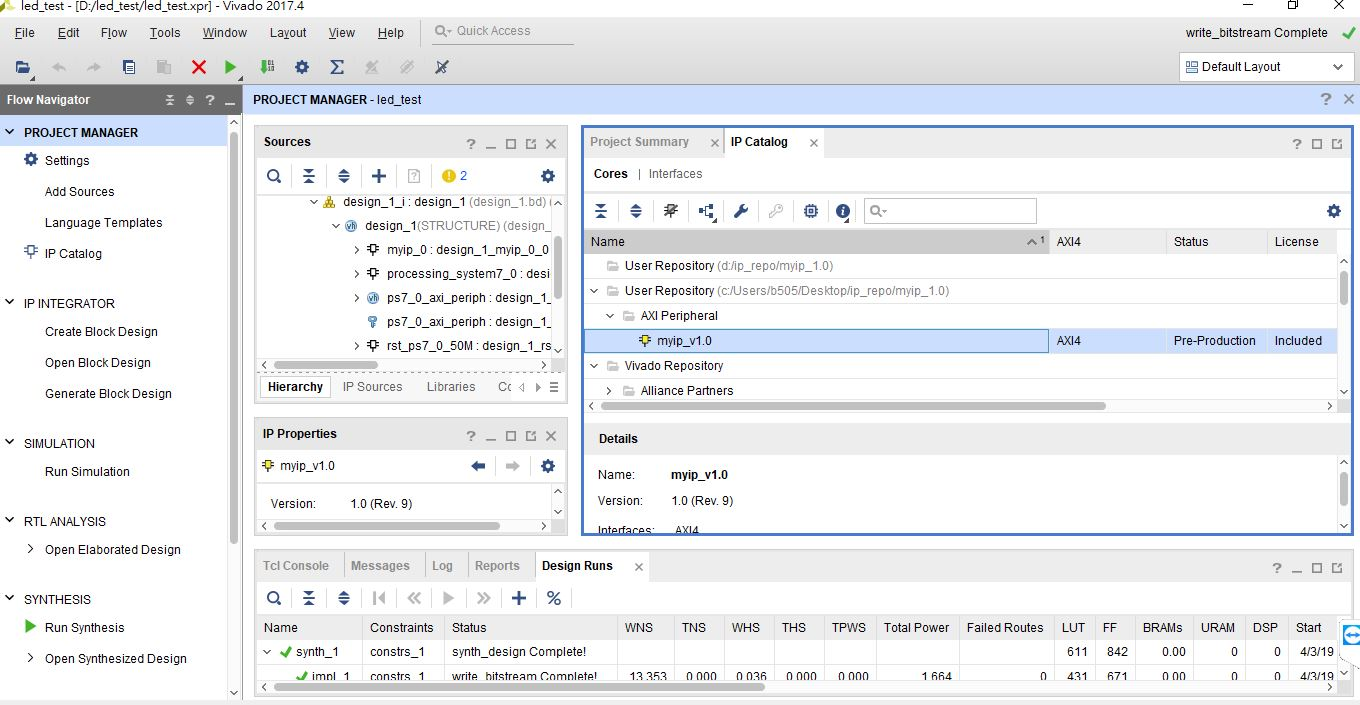 led_test - [D:/led_test/led_test.xpr] - Vivado 2017.4
File Edit Flow Tools Window Layout View Help Quick Access write_bitstream Complete
Default Layout
Flow Navigator
PROJECT MANAGER
Settings
Add Sources
Language Templates
IP Catalog
IP INTEGRATOR
Create Block Design
Open Block Design
Generate Block Design
SIMULATION
Run Simulation
RTL ANALYSIS
Open Elaborated Design
SYNTHESIS
Run Synthesis
Open Synthesized Design
PROJECT MANAGER - led_test
Sources
2
design_1_i : design_1 (design_1.bd) (
design_1(STRUCTURE) (design_
myip_0 : design_1_myip_0_0
processing_system7_0 : desi
ps7_0_axi_periph : design_1_
ps7_0_axi_periph : design_1_
rst_ps7_0_50M : design_1_rs
Hierarchy IP Sources Libraries Cc
IP Properties
myip_v1.0
Version: 1.0 (Rev. 9)
Project Summary IP Catalog
Cores | Interfaces
Name 1 AXI4 Status License
User Repository (d:/ip_repo/myip_1.0)
User Repository (c:/Users/b505/Desktop/ip_repo/myip_1.0)
AXI Peripheral
myip_v1.0 AXI4 Pre-Production Included
Vivado Repository
Alliance Partners
Details
Name: myip_v1.0
Version: 1.0 (Rev. 9)
Interfaces: AXI4
Tcl Console Messages Log Reports Design Runs
Name Constraints Status WNS TNS WHS THS TPWS Total Power Failed Routes LUT FF BRAMs URAM DSP Start
synth_1 constrs_1 synth_design Complete! 611 842 0.00 0 0 4/3/19
impl_1 constrs_1 write_bitstream Complete! 13.353 0.000 0.036 0.000 0.000 1.664 0 431 671 0.00 0 0 4/3/19